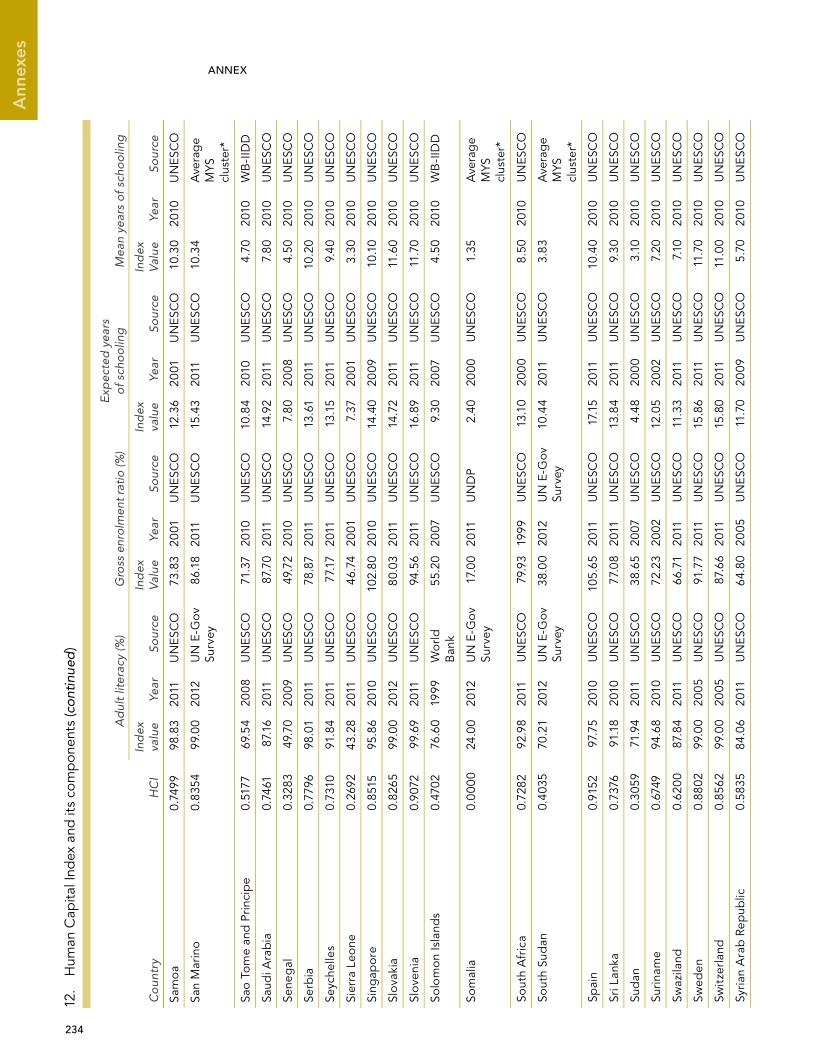 Annexes
ANNEX
12. Human Capital Index and its components (continued)
Adult literacy (%) Gross enrolment ratio (%) Expected years of schooling Mean years of schooling
Country HCI Index value Year Source Index Value Year Source Index value Year Source Index Value Year Source
Samoa 0.7499 98.83 2011 UNESCO 73.83 2001 UNESCO 12.36 2001 UNESCO 10.30 2010 UNESCO
San Marino 0.8354 99.00 2012 UN E-Gov Survey 86.18 2011 UNESCO 15.43 2011 UNESCO 10.34 Average MYS cluster*
Sao Tome and Principe 0.5177 69.54 2008 UNESCO 71.37 2010 UNESCO 10.84 2010 UNESCO 4.70 2010 WB-IIDD
Saudi Arabia 0.7461 87.16 2011 UNESCO 87.70 2011 UNESCO 14.92 2011 UNESCO 7.80 2010 UNESCO
Senegal 0.3283 49.70 2009 UNESCO 49.72 2010 UNESCO 7.80 2008 UNESCO 4.50 2010 UNESCO
Serbia 0.7796 98.01 2011 UNESCO 78.87 2011 UNESCO 13.61 2011 UNESCO 10.20 2010 UNESCO
Seychelles 0.7310 91.84 2011 UNESCO 77.17 2011 UNESCO 13.15 2011 UNESCO 9.40 2010 UNESCO
Sierra Leone 0.2692 43.28 2011 UNESCO 46.74 2001 UNESCO 7.37 2001 UNESCO 3.30 2010 UNESCO
Singapore 0.8515 95.86 2010 UNESCO 102.80 2010 UNESCO 14.40 2009 UNESCO 10.10 2010 UNESCO
Slovakia 0.8265 99.00 2012 UNESCO 80.03 2011 UNESCO 14.72 2011 UNESCO 11.60 2010 UNESCO
Slovenia 0.9072 99.69 2011 UNESCO 94.56 2011 UNESCO 16.89 2011 UNESCO 11.70 2010 UNESCO
Solomon Islands 0.4702 76.60 1999 World Bank 55.20 2007 UNESCO 9.30 2007 UNESCO 4.50 2010 WB-IIDD
Somalia 0.0000 24.00 2012 UN E-Gov Survey 17.00 2011 UNDP 2.40 2000 UNESCO 1.35 Average MYS cluster*
South Africa 0.7282 92.98 2011 UNESCO 79.93 1999 UNESCO 13.10 2000 UNESCO 8.50 2010 UNESCO
South Sudan 0.4035 70.21 2012 UN E-Gov Survey 38.00 2012 UN E-Gov Survey 10.44 2011 UNESCO 3.83 Average MYS cluster*
Spain 0.9152 97.75 2010 UNESCO 105.65 2011 UNESCO 17.15 2011 UNESCO 10.40 2010 UNESCO
Sri Lanka 0.7376 91.18 2010 UNESCO 77.08 2011 UNESCO 13.84 2011 UNESCO 9.30 2010 UNESCO
Sudan 0.3059 71.94 2011 UNESCO 38.65 2007 UNESCO 4.48 2000 UNESCO 3.10 2010 UNESCO
Suriname 0.6749 94.68 2010 UNESCO 72.23 2002 UNESCO 12.05 2002 UNESCO 7.20 2010 UNESCO
Swaziland 0.6200 87.84 2011 UNESCO 66.71 2011 UNESCO 11.33 2011 UNESCO 7.10 2010 UNESCO
Sweden 0.8802 99.00 2005 UNESCO 91.77 2011 UNESCO 15.86 2011 UNESCO 11.70 2010 UNESCO
Switzerland 0.8562 99.00 2005 UNESCO 87.66 2011 UNESCO 15.80 2011 UNESCO 11.00 2010 UNESCO
Syrian Arab Republic 0.5835 84.06 2011 UNESCO 64.80 2005 UNESCO 11.70 2009 UNESCO 5.70 2010 UNESCO
234